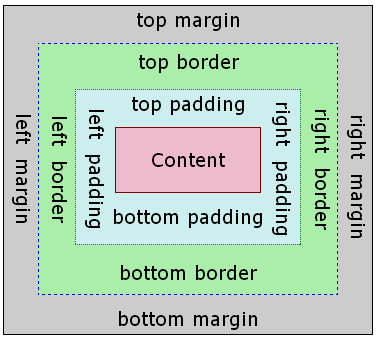 top margin
top border
top padding
left margin
left border
left padding
Content
right padding
right border
right margin
bottom padding
bottom border
bottom margin